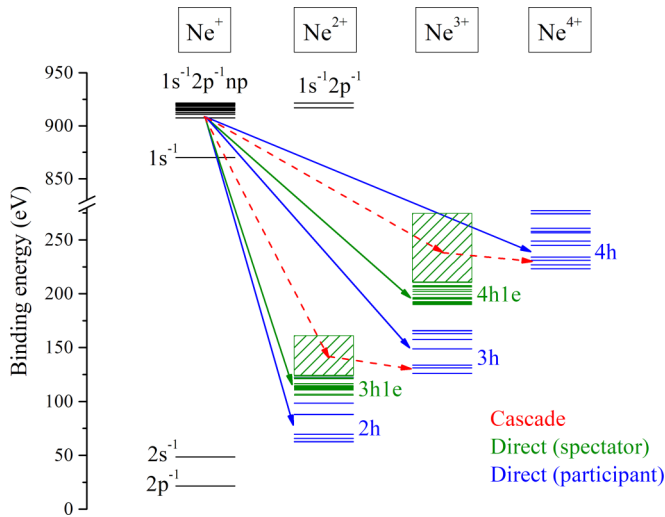 Ne⁺ Ne²⁺ Ne³⁺ Ne⁴⁺
1s⁻¹2p⁻¹np 1s⁻¹2p⁻¹
950
900
1s⁻¹
850
250
4h
200
4h1e
150
3h
3h1e
100
2h
50
2s⁻¹
2p⁻¹
0
Binding energy (eV)
Cascade
Direct (spectator)
Direct (participant)